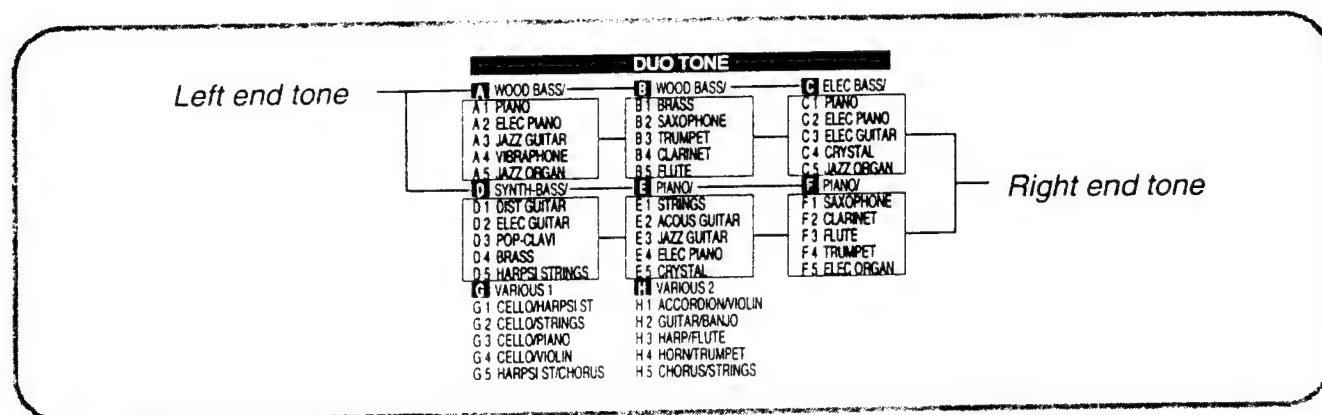 DUO TONE
Left end tone
A WOOD BASS/
A 1 PIANO
A 2 ELEC PIANO
A 3 JAZZ GUITAR
A 4 VIBRAPHONE
A 5 JAZZ ORGAN
B WOOD BASS/
B 1 BRASS
B 2 SAXOPHONE
B 3 TRUMPET
B 4 CLARINET
B 5 FLUTE
C ELEC BASS/
C 1 PIANO
C 2 ELEC PIANO
C 3 ELEC GUITAR
C 4 CRYSTAL
C 5 JAZZ ORGAN
D SYNTH-BASS/
D 1 DIST GUITAR
D 2 ELEC GUITAR
D 3 POP-CLAVI
D 4 BRASS
D 5 HARPSI STRINGS
E PIANO/
E 1 STRINGS
E 2 ACOUS GUITAR
E 3 JAZZ GUITAR
E 4 ELEC PIANO
E 5 CRYSTAL
F PIANO/
F 1 SAXOPHONE
F 2 CLARINET
F 3 FLUTE
F 4 TRUMPET
F 5 ELEC ORGAN
Right end tone
G VARIOUS 1
G 1 CELLO/HARPSI ST
G 2 CELLO/STRINGS
G 3 CELLO/PIANO
G 4 CELLO/VIOLIN
G 5 HARPSI ST/CHORUS
H VARIOUS 2
H 1 ACCORDION/VIOLIN
H 2 GUITAR/BANJO
H 3 HARP/FLUTE
H 4 HORN/TRUMPET
H 5 CHORUS/STRINGS